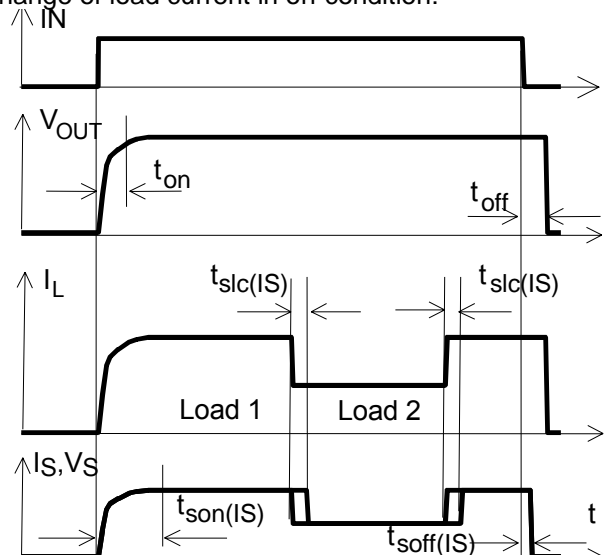 hange of load current in on-condition:
IN
VOUT
ton
toff
IL
tslc(IS)
tslc(IS)
Load 1
Load 2
IS,VS
tson(IS)
tsoff(IS)
t